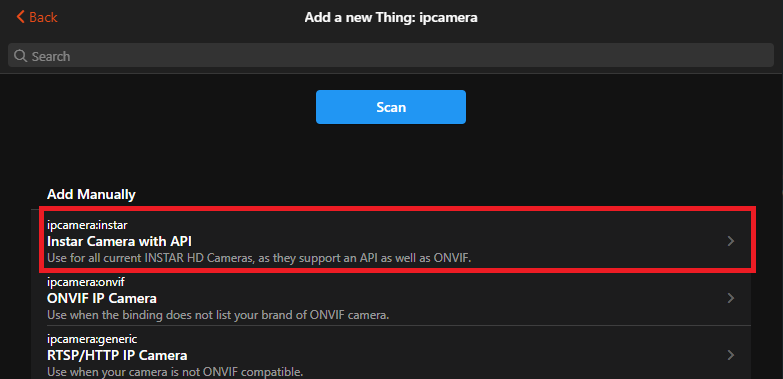 Back
Add a new Thing: ipcamera
Search
Scan
Add Manually
ipcamera:instar
Instar Camera with API
Use for all current INSTAR HD Cameras, as they support an API as well as ONVIF.
ipcamera:onvif
ONVIF IP Camera
Use when the binding does not list your brand of ONVIF camera.
ipcamera:generic
RTSP/HTTP IP Camera
Use when your camera is not ONVIF compatible.